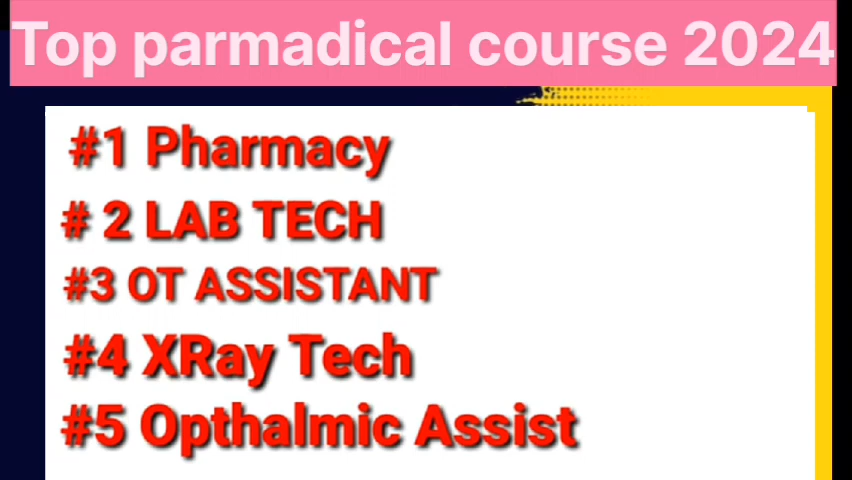 Top parmadical course 2024
#1 Pharmacy
# 2 LAB TECH
#3 OT ASSISTANT
#4 XRay Tech
#5 Opthalmic Assist